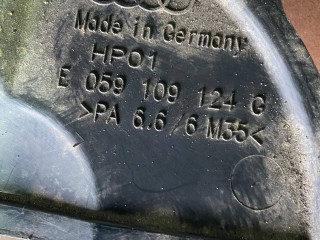 Made in Germany
HP01
E 059 109 124 G
>PA 6.6/6 M35<